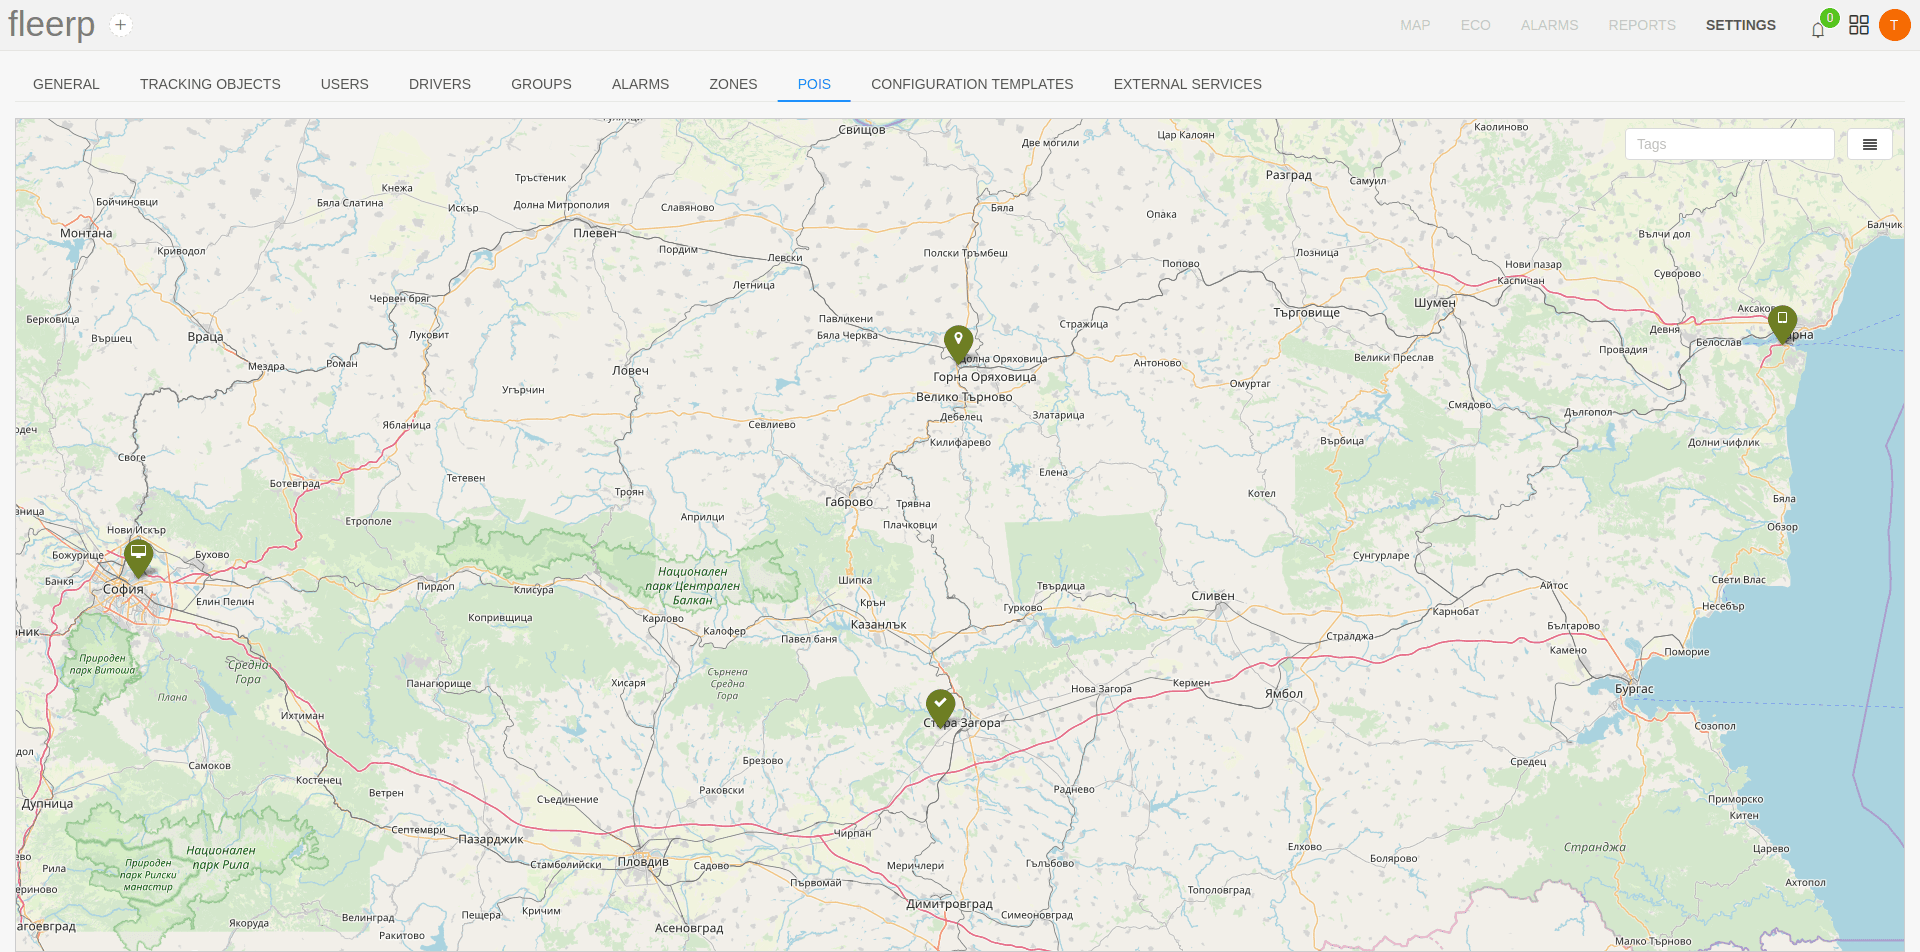 fleerp +
MAP ECO ALARMS REPORTS SETTINGS 0 T
GENERAL TRACKING OBJECTS USERS DRIVERS GROUPS ALARMS ZONES POIS CONFIGURATION TEMPLATES EXTERNAL SERVICES
Tags
Свищов
Две могили
Цар Калоян
Каолиново
Разград
Самуил
Тръстеник
Кнежа
Бойчиновци
Бяла Слатина
Искър
Долна Митрополия
Славяново
Бяла
Опака
Балчик
Монтана
Плевен
Вълчи дол
Криводол
Пордим
Левски
Полски Тръмбеш
Попово
Лозница
Нови пазар
Суворово
Каспичан
Летница
Червен бряг
Шумен
Търговище
Берковица
Враца
Вършец
Луковит
Павликени
Бяла Черква
Стражица
Девня
Белослав
Провадия
Роман
Мездра
Ловеч
Долна Оряховица
Горна Оряховица
Антоново
Велики Преслав
Омуртаг
Угърчин
Велико Търново
Дебелец
Златарица
Смядово
Дългопол
Ябланица
Севлиево
Килифарево
Върбица
Долни чифлик
Своге
Елена
Ботевград
Тетевен
Троян
Котел
Габрово
Трявна
Плачковци
Бяла
Обзор
Етрополе
Априлци
Нови Искър
Божурище
Бухово
Сунгурларе
Банкя
София
Елин Пелин
Пирдоп
Клисура
Национален
парк Централен
Балкан
Шипка
Твърдица
Сливен
Айтос
Свети Влас
Несебър
Крън
Гурково
Карнобат
Копривщица
Карлово
Калофер
Казанлък
Павел баня
Стралджа
Българово
Камено
Поморие
Природен
парк Витоша
Средна
Гора
Плана
Панагюрище
Хисаря
Сърнена
Средна
Гора
Нова Загора
Кермен
Ямбол
Бургас
Ихтиман
Стара Загора
Созопол
Самоков
Костенец
Ветрен
Брезово
Средец
Дупница
Съединение
Раковски
Раднево
Приморско
Китен
Септември
Пазарджик
Чирпан
Национален
парк Рила
Рила
Природен
парк Рилски
манастир
Стамболийски
Пловдив
Садово
Меричлери
Гълъбово
Елхово
Болярово
Странджа
Царево
Първомай
Тополовград
Ахтопол
Якоруда
Велинград
Ракитово
Пещера
Кричим
Асеновград
Димитровград
Симеоновград
Малко Търново